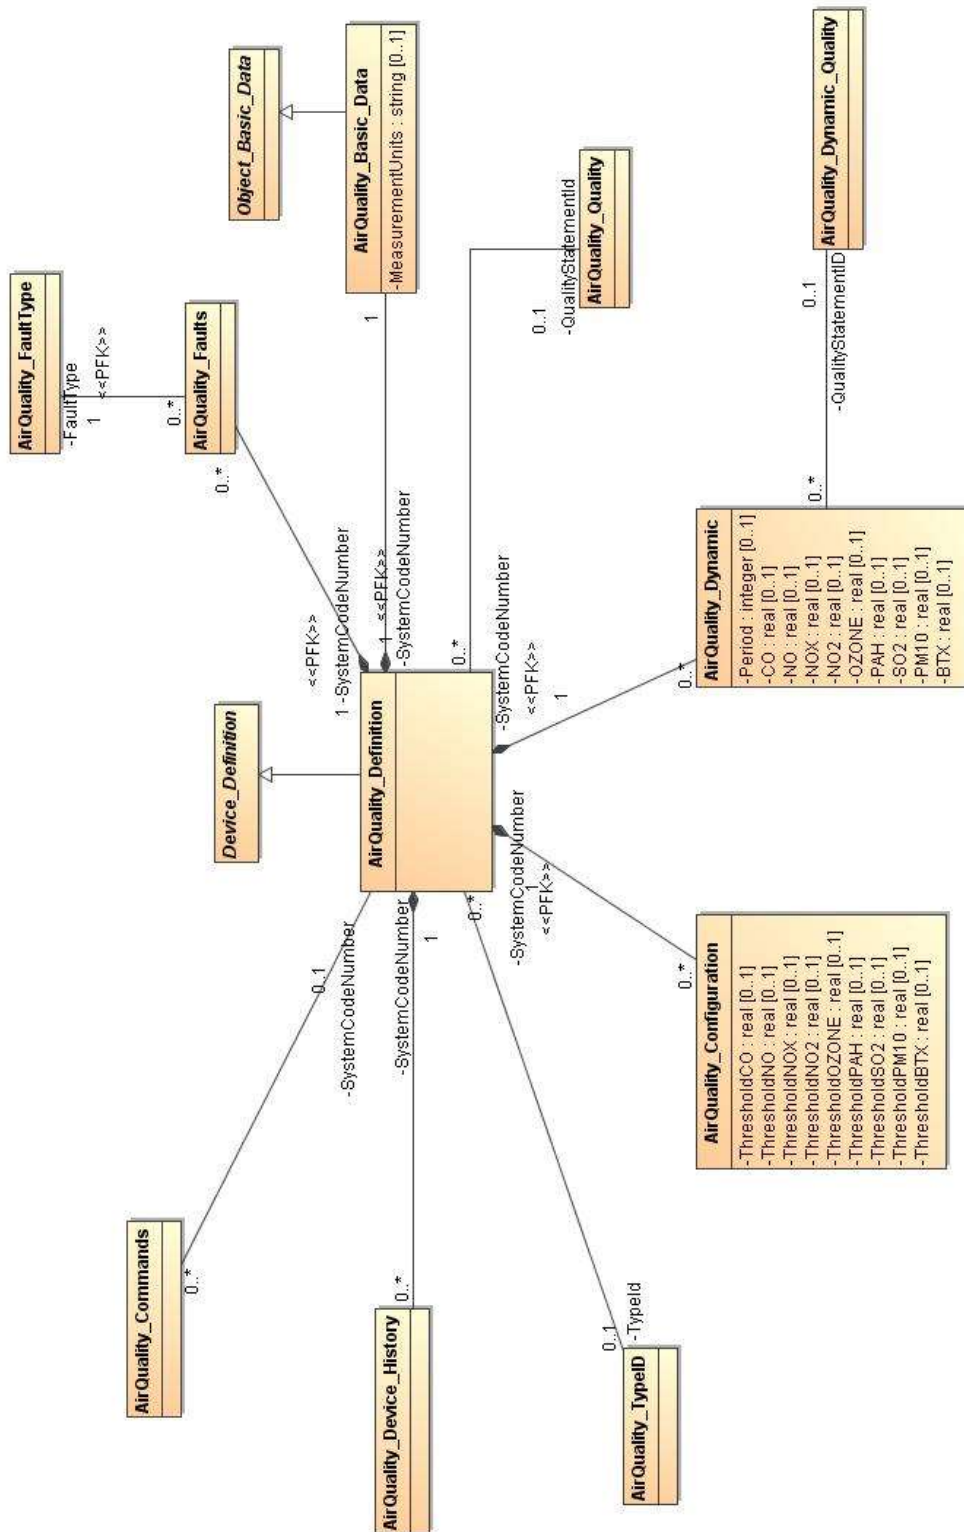 AirQuality_Commands
0..*
-SystemCodeNumber
0..1
AirQuality_Device_History
0..*
-SystemCodeNumber
1
AirQuality_TypeID
0..1
-TypeId
0..*
Device_Definition
AirQuality_Definition
AirQuality_FaultType
-FaultType
1
<<PFK>>
0..*
AirQuality_Faults
0..*
<<PFK>>
1 -SystemCodeNumber
Object_Basic_Data
AirQuality_Basic_Data
-MeasurementUnits : string [0..1]
1
1 <<PFK>>
-SystemCodeNumber
AirQuality_Quality
0..1
-QualityStatementId
0..*
-SystemCodeNumber
<<PFK>>
1
0..*
AirQuality_Configuration
-ThresholdCO : real [0..1]
-ThresholdNO : real [0..1]
-ThresholdNOX : real [0..1]
-ThresholdNO2 : real [0..1]
-ThresholdOZONE : real [0..1]
-ThresholdPAH : real [0..1]
-ThresholdSO2 : real [0..1]
-ThresholdPM10 : real [0..1]
-ThresholdBTX : real [0..1]
-SystemCodeNumber
<<PFK>>
1
0..*
AirQuality_Dynamic
-Period : integer [0..1]
-CO : real [0..1]
-NO : real [0..1]
-NOX : real [0..1]
-NO2 : real [0..1]
-OZONE : real [0..1]
-PAH : real [0..1]
-SO2 : real [0..1]
-PM10 : real [0..1]
-BTX : real [0..1]
0..*
-QualityStatementID
0..1
AirQuality_Dynamic_Quality